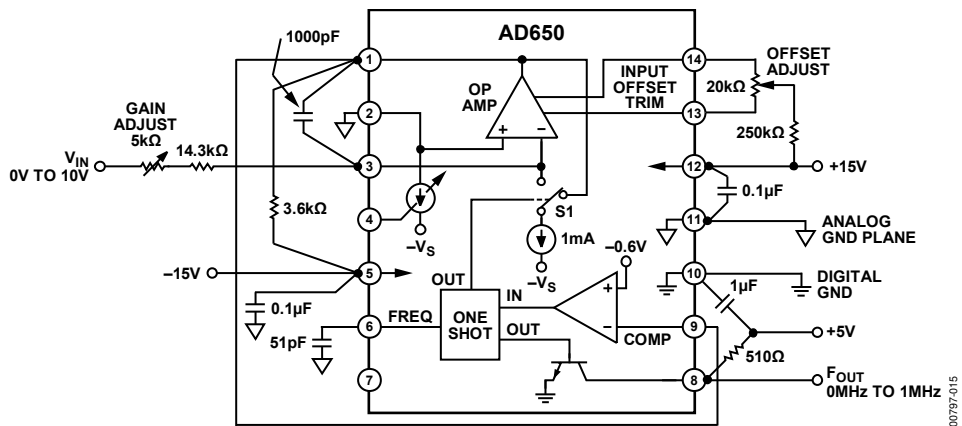 AD650
1000pF
1
14
OFFSET
ADJUST
INPUT
OFFSET
TRIM
20kΩ
OP
AMP
2
13
GAIN
ADJUST
5kΩ
+ –
250kΩ
VIN
0V TO 10V
14.3kΩ
3
12
+15V
0.1µF
3.6kΩ
S1
4
11
ANALOG
GND PLANE
–VS
1mA
–0.6V
–15V
5
–VS
10
DIGITAL
GND
1µF
0.1µF
OUT
IN
+
6
FREQ
ONE
SHOT
–
COMP
9
+5V
51pF
OUT
510Ω
7
8
FOUT
0MHz TO 1MHz
00797-015